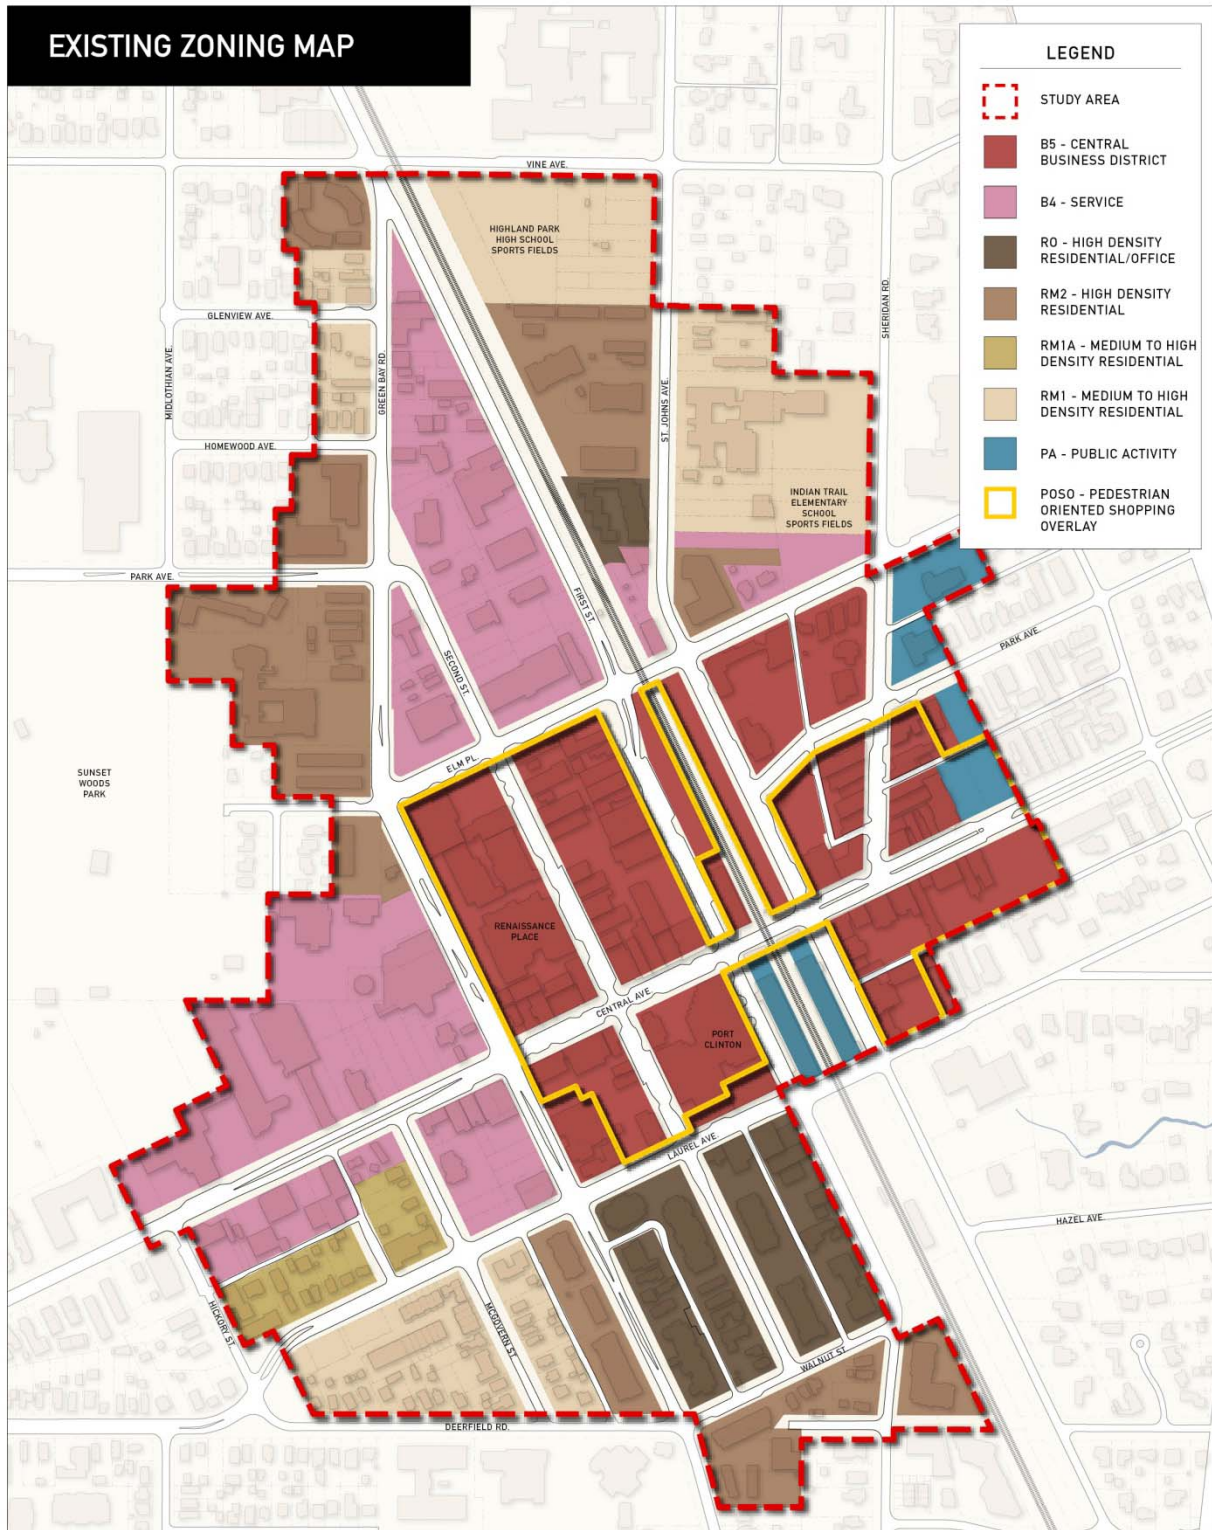 EXISTING ZONING MAP
LEGEND
STUDY AREA
B5 - CENTRAL
BUSINESS DISTRICT
B4 - SERVICE
RO - HIGH DENSITY
RESIDENTIAL/OFFICE
RM2 - HIGH DENSITY
RESIDENTIAL
RM1A - MEDIUM TO HIGH
DENSITY RESIDENTIAL
RM1 - MEDIUM TO HIGH
DENSITY RESIDENTIAL
PA - PUBLIC ACTIVITY
POSO - PEDESTRIAN
ORIENTED SHOPPING
OVERLAY
VINE AVE.
HIGHLAND PARK
HIGH SCHOOL
SPORTS FIELDS
SHERIDAN RD.
GLENVIEW AVE.
MIDLOTHIAN AVE.
GREEN BAY RD.
ST. JOHNS AVE.
HOMEWOOD AVE.
INDIAN TRAIL
ELEMENTARY
SCHOOL
SPORTS FIELDS
PARK AVE.
FIRST ST.
PARK AVE.
SECOND ST.
ELM PL.
SUNSET
WOODS
PARK
RENAISSANCE
PLACE
CENTRAL AVE.
PORT
CLINTON
LAUREL AVE.
HAZEL AVE.
HICKORY ST.
MCGOVERN ST.
WALNUT ST
DEERFIELD RD.